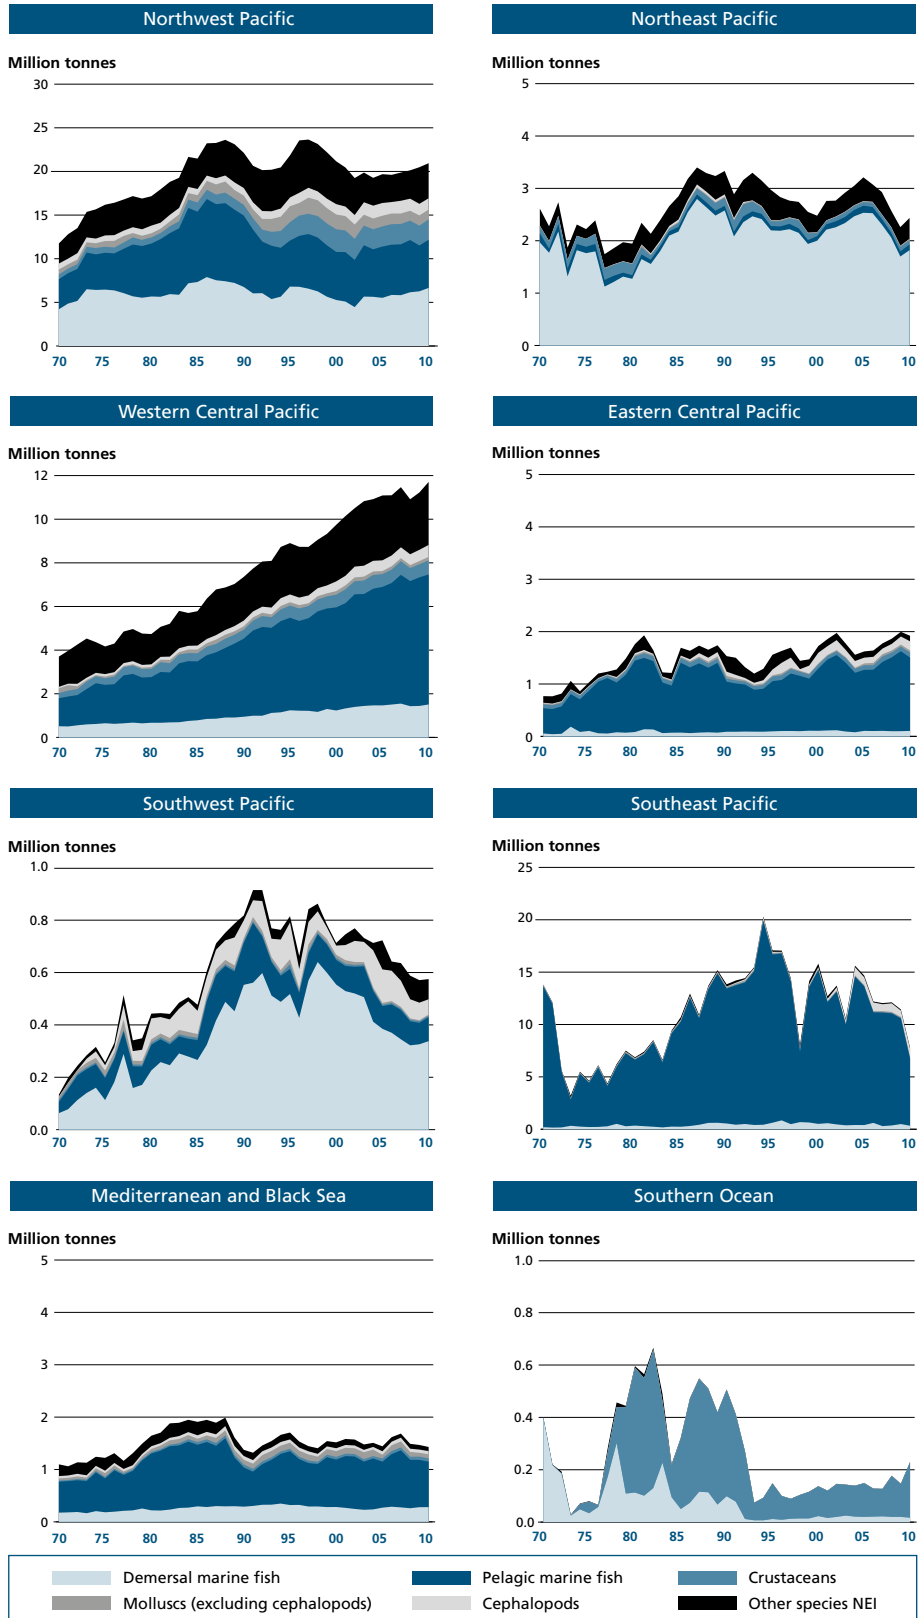 Northwest Pacific
Million tonnes
30
25
20
15
10
5
0
70 75 80 85 90 95 00 05 10
Northeast Pacific
Million tonnes
5
4
3
2
1
0
70 75 80 85 90 95 00 05 10
Western Central Pacific
Million tonnes
12
10
8
6
4
2
0
70 75 80 85 90 95 00 05 10
Eastern Central Pacific
Million tonnes
5
4
3
2
1
0
70 75 80 85 90 95 00 05 10
Southwest Pacific
Million tonnes
1.0
0.8
0.6
0.4
0.2
0.0
70 75 80 85 90 95 00 05 10
Southeast Pacific
Million tonnes
25
20
15
10
5
0
70 75 80 85 90 95 00 05 10
Mediterranean and Black Sea
Million tonnes
5
4
3
2
1
0
70 75 80 85 90 95 00 05 10
Southern Ocean
Million tonnes
1.0
0.8
0.6
0.4
0.2
0.0
70 75 80 85 90 95 00 05 10
Demersal marine fish
Pelagic marine fish
Crustaceans
Molluscs (excluding cephalopods)
Cephalopods
Other species NEI